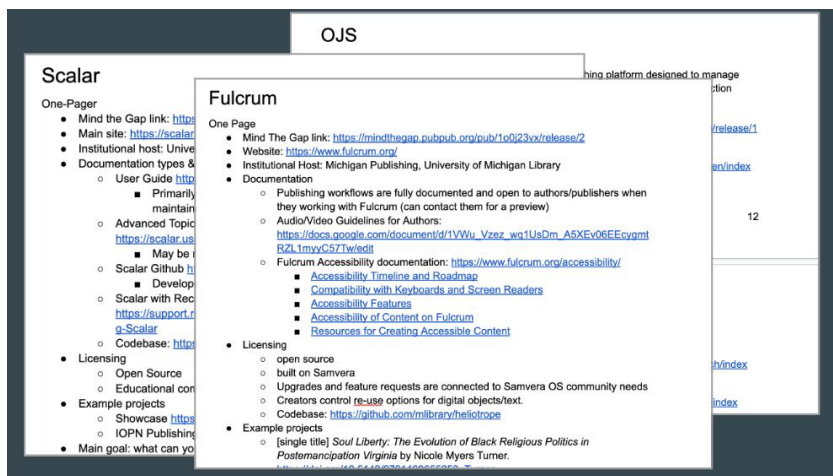 OJS
hing platform designed to manage
ction
/release/1
en/index
12
h/index
index
Scalar
One-Pager
● Mind the Gap link: https
● Main site: https://scalar
● Institutional host: Unive
● Documentation types &
○ User Guide http
■ Primarily
maintain
○ Advanced Topic
https://scalar.us
■ May be
○ Scalar Github h
■ Develop
○ Scalar with Rec
https://support.r
g-Scalar
○ Codebase: https
● Licensing
○ Open Source
○ Educational con
● Example projects
○ Showcase https
○ IOPN Publishing
● Main goal: what can yo
Fulcrum
One Page
● Mind The Gap link: https://mindthegap.pubpub.org/pub/1o0j23vx/release/2
● Website: https://www.fulcrum.org/
● Institutional Host: Michigan Publishing, University of Michigan Library
● Documentation
○ Publishing workflows are fully documented and open to authors/publishers when
they working with Fulcrum (can contact them for a preview)
○ Audio/Video Guidelines for Authors:
https://docs.google.com/document/d/1VWu_Vzez_wq1UsDm_A5XEv06EEcygmt
RZL1myyC57Tw/edit
○ Fulcrum Accessibility documentation: https://www.fulcrum.org/accessibility/
■ Accessibility Timeline and Roadmap
■ Compatibility with Keyboards and Screen Readers
■ Accessibility Features
■ Accessibility of Content on Fulcrum
■ Resources for Creating Accessible Content
● Licensing
○ open source
○ built on Samvera
○ Upgrades and feature requests are connected to Samvera OS community needs
○ Creators control re-use options for digital objects/text.
○ Codebase: https://github.com/mlibrary/heliotrope
● Example projects
○ [single title] Soul Liberty: The Evolution of Black Religious Politics in
Postemancipation Virginia by Nicole Myers Turner.